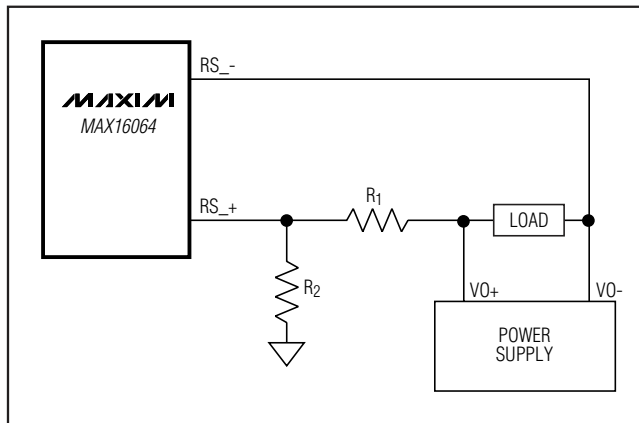 RS_-
MAXIM
MAX16064
RS_+
R1
LOAD
R2
VO+
VO-
POWER
SUPPLY